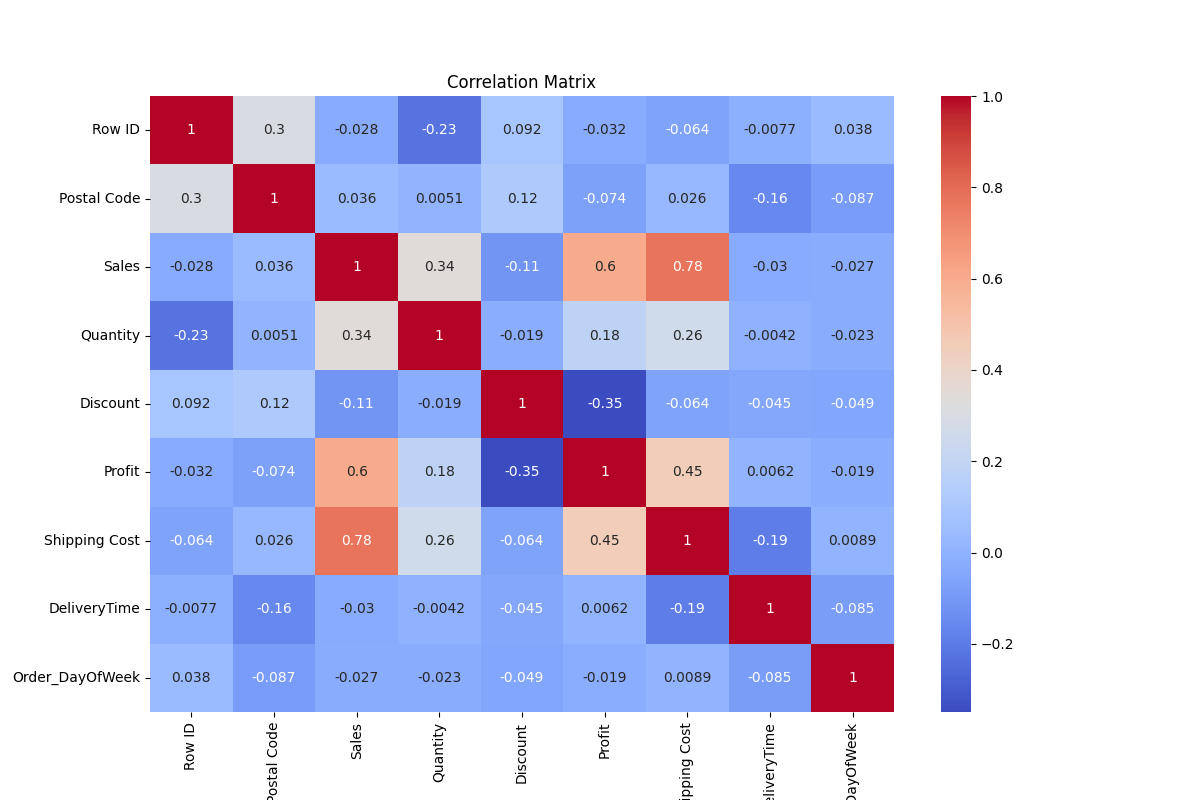 Correlation Matrix
Row ID 1 0.3 -0.028 -0.23 0.092 -0.032 -0.064 -0.0077 0.038
Postal Code 0.3 1 0.036 0.0051 0.12 -0.074 0.026 -0.16 -0.087
Sales -0.028 0.036 1 0.34 -0.11 0.6 0.78 -0.03 -0.027
Quantity -0.23 0.0051 0.34 1 -0.019 0.18 0.26 -0.0042 -0.023
Discount 0.092 0.12 -0.11 -0.019 1 -0.35 -0.064 -0.045 -0.049
Profit -0.032 -0.074 0.6 0.18 -0.35 1 0.45 0.0062 -0.019
Shipping Cost -0.064 0.026 0.78 0.26 -0.064 0.45 1 -0.19 0.0089
DeliveryTime -0.0077 -0.16 -0.03 -0.0042 -0.045 0.0062 -0.19 1 -0.085
Order_DayOfWeek 0.038 -0.087 -0.027 -0.023 -0.049 -0.019 0.0089 -0.085 1
Row ID
Postal Code
Sales
Quantity
Discount
Profit
ipping Cost
eliveryTime
DayOfWeek
1.0
0.8
0.6
0.4
0.2
0.0
−0.2